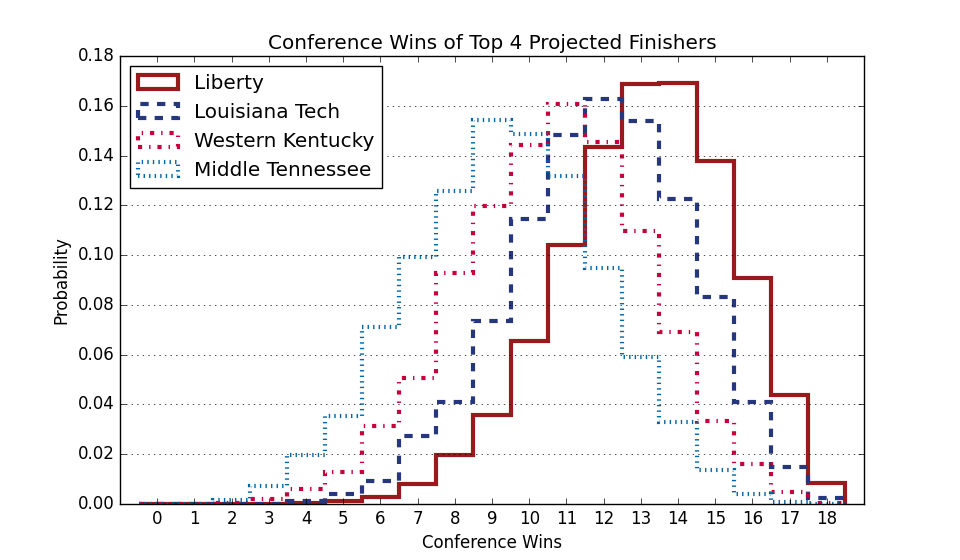 Conference Wins of Top 4 Projected Finishers
0.18
0.16
0.14
0.12
0.10
0.08
0.06
0.04
0.02
0.00
Probability
Liberty
Louisiana Tech
Western Kentucky
Middle Tennessee
0 1 2 3 4 5 6 7 8 9 10 11 12 13 14 15 16 17 18
Conference Wins